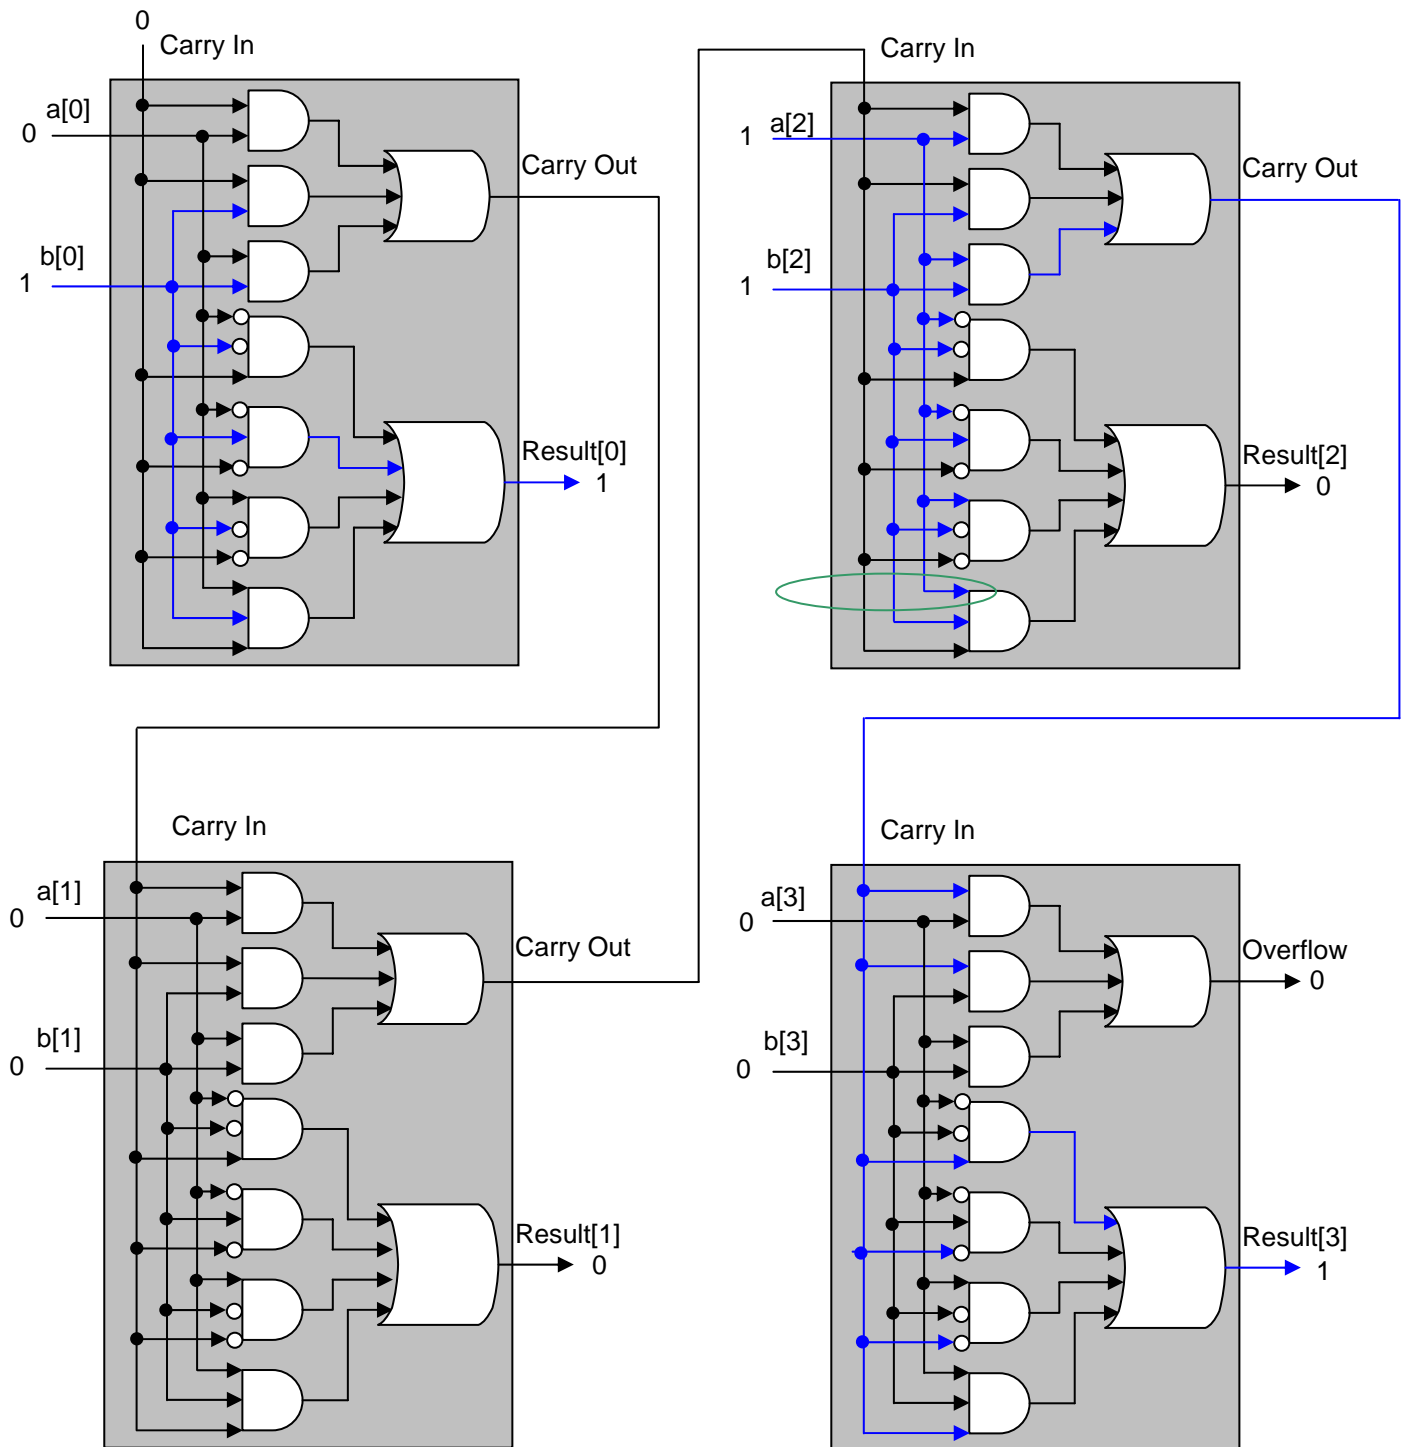 0
Carry In
a[0]
0
Carry Out
b[0]
1
Result[0]
1
Carry In
a[2]
1
Carry Out
b[2]
1
Result[2]
0
Carry In
a[1]
0
Carry Out
b[1]
0
Result[1]
0
Carry In
a[3]
0
Overflow
0
b[3]
0
Result[3]
1